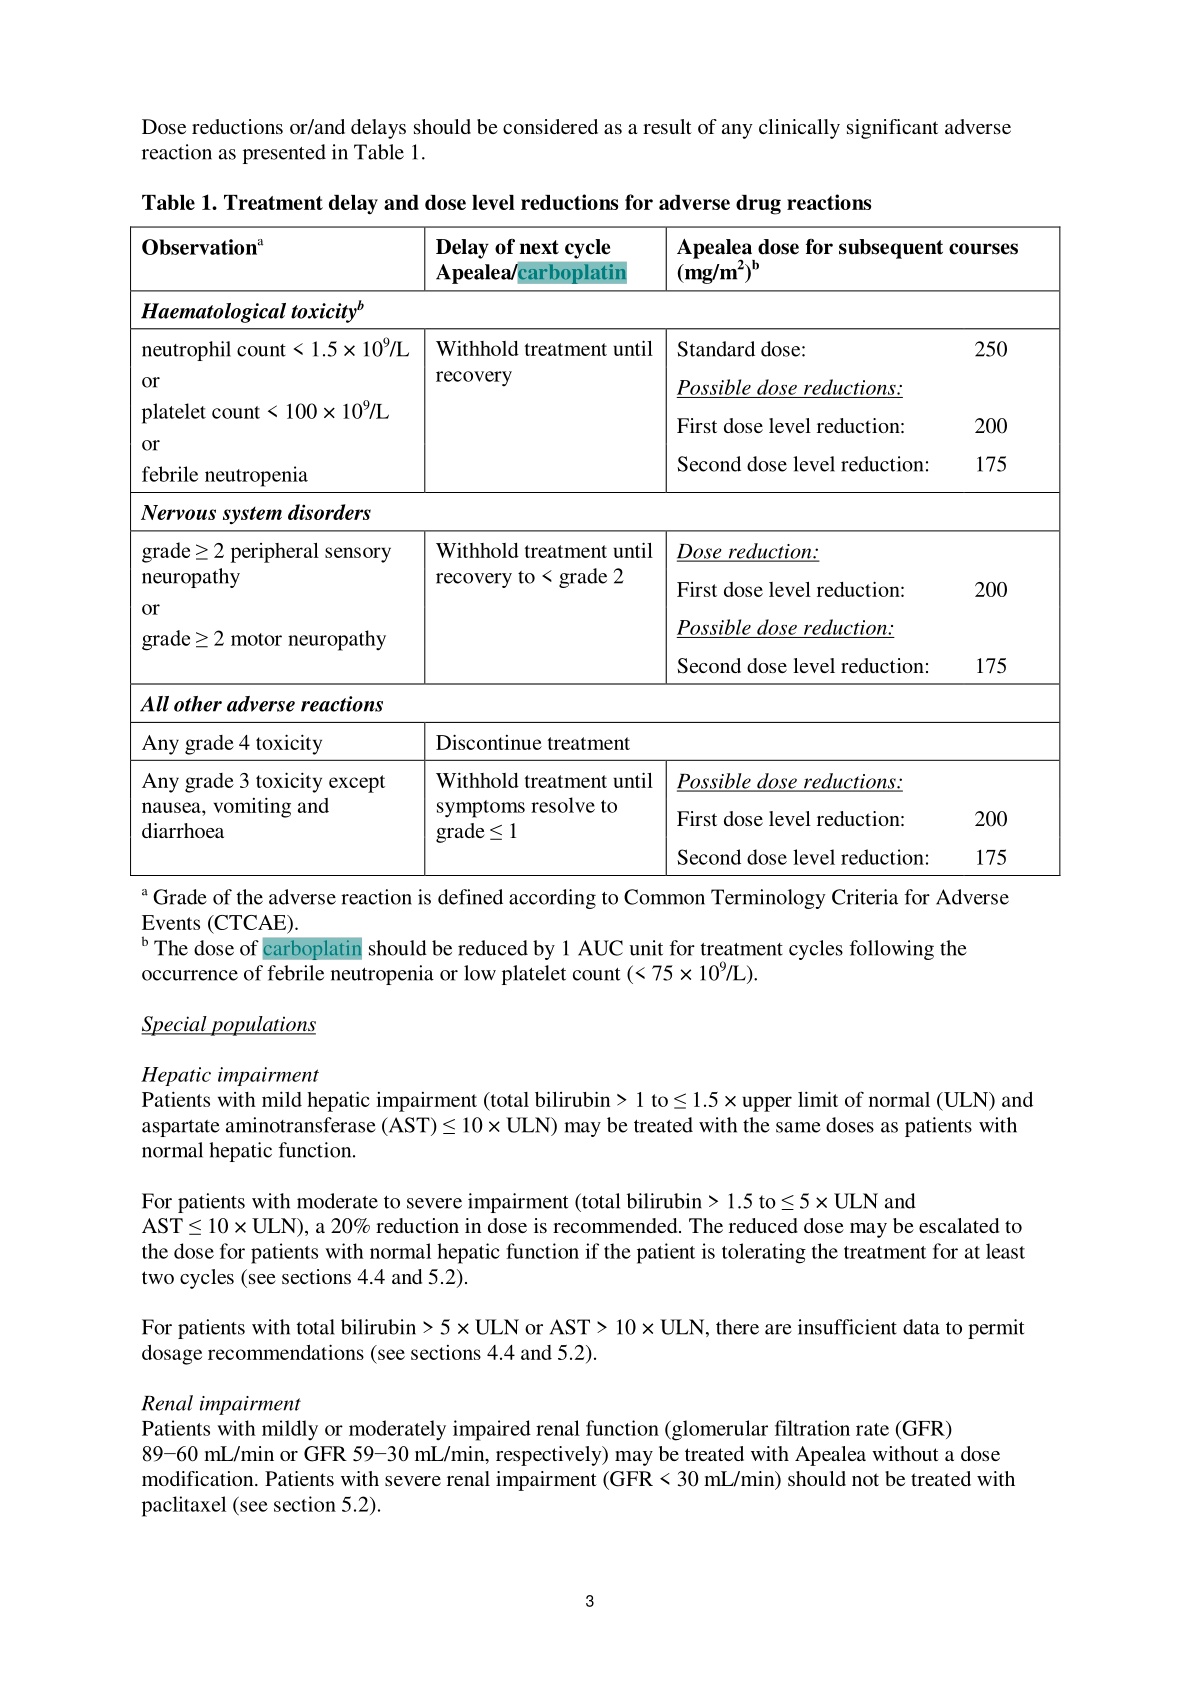 Dose reductions or/and delays should be considered as a result of any clinically significant adverse
reaction as presented in Table 1.
Table 1. Treatment delay and dose level reductions for adverse drug reactions
Observationᵃ
Delay of next cycle
Apealea/carboplatin
Apealea dose for subsequent courses
(mg/m²)ᵇ
Haematological toxicityᵇ
neutrophil count < 1.5 × 10⁹/L
or
platelet count < 100 × 10⁹/L
or
febrile neutropenia
Withhold treatment until
recovery
Standard dose: 250
Possible dose reductions:
First dose level reduction: 200
Second dose level reduction: 175
Nervous system disorders
grade ≥ 2 peripheral sensory
neuropathy
or
grade ≥ 2 motor neuropathy
Withhold treatment until
recovery to < grade 2
Dose reduction:
First dose level reduction: 200
Possible dose reduction:
Second dose level reduction: 175
All other adverse reactions
Any grade 4 toxicity
Discontinue treatment
Any grade 3 toxicity except
nausea, vomiting and
diarrhoea
Withhold treatment until
symptoms resolve to
grade ≤ 1
Possible dose reductions:
First dose level reduction: 200
Second dose level reduction: 175
ᵃ Grade of the adverse reaction is defined according to Common Terminology Criteria for Adverse
Events (CTCAE).
ᵇ The dose of carboplatin should be reduced by 1 AUC unit for treatment cycles following the
occurrence of febrile neutropenia or low platelet count (< 75 × 10⁹/L).
Special populations
Hepatic impairment
Patients with mild hepatic impairment (total bilirubin > 1 to ≤ 1.5 × upper limit of normal (ULN) and
aspartate aminotransferase (AST) ≤ 10 × ULN) may be treated with the same doses as patients with
normal hepatic function.
For patients with moderate to severe impairment (total bilirubin > 1.5 to ≤ 5 × ULN and
AST ≤ 10 × ULN), a 20% reduction in dose is recommended. The reduced dose may be escalated to
the dose for patients with normal hepatic function if the patient is tolerating the treatment for at least
two cycles (see sections 4.4 and 5.2).
For patients with total bilirubin > 5 × ULN or AST > 10 × ULN, there are insufficient data to permit
dosage recommendations (see sections 4.4 and 5.2).
Renal impairment
Patients with mildly or moderately impaired renal function (glomerular filtration rate (GFR)
89−60 mL/min or GFR 59−30 mL/min, respectively) may be treated with Apealea without a dose
modification. Patients with severe renal impairment (GFR < 30 mL/min) should not be treated with
paclitaxel (see section 5.2).
3